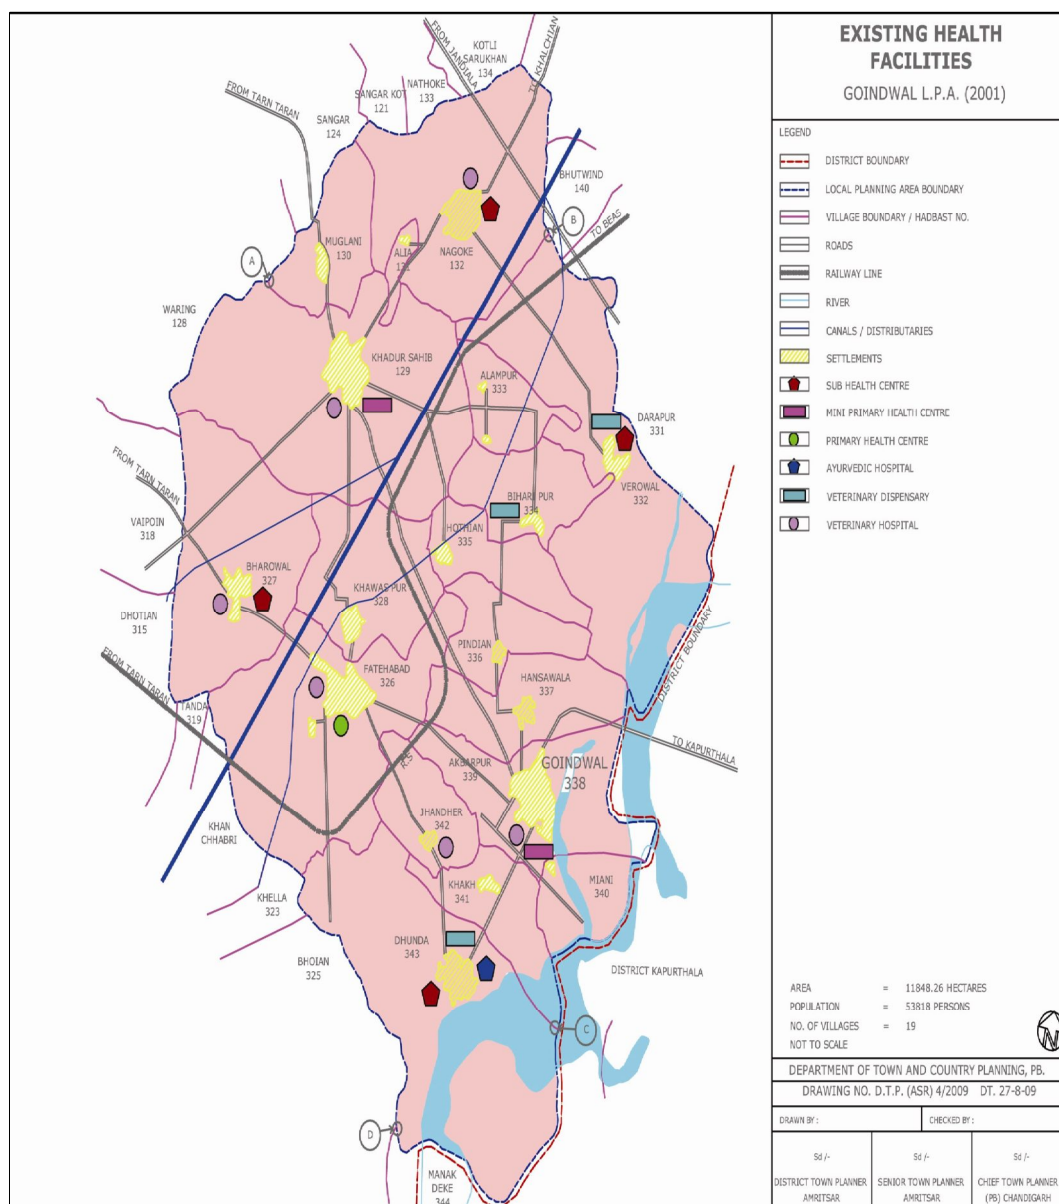 EXISTING HEALTH
FACILITIES
GOINDWAL L.P.A. (2001)
LEGEND
DISTRICT BOUNDARY
LOCAL PLANNING AREA BOUNDARY
VILLAGE BOUNDARY / HADBAST NO.
ROADS
RAILWAY LINE
RIVER
CANALS / DISTRIBUTARIES
SETTLEMENTS
SUB HEALTH CENTRE
MINI PRIMARY HEALTH CENTRE
PRIMARY HEALTH CENTRE
AYURVEDIC HOSPITAL
VETERINARY DISPENSARY
VETERINARY HOSPITAL
AREA = 11848.26 HECTARES
POPULATION = 53818 PERSONS
NO. OF VILLAGES = 19
NOT TO SCALE
N
DEPARTMENT OF TOWN AND COUNTRY PLANNING, PB.
DRAWING NO. D.T.P. (ASR) 4/2009 DT. 27-8-09
DRAWN BY :
CHECKED BY :
Sd /-
DISTRICT TOWN PLANNER
AMRITSAR
Sd /-
SENIOR TOWN PLANNER
AMRITSAR
Sd /-
CHIEF TOWN PLANNER
(PB) CHANDIGARH
FROM JANDIALA
KOTLI
SARUKHAN
134
TO KHALCHIAN
NATHOKE
133
SANGAR KOT
121
FROM TARN TARAN
SANGAR
124
BHUTWIND
140
B
TO BEAS
MUGLANI
130
ALIA
131
NAGOKE
132
A
WARING
128
KHADUR SAHIB
129
ALAMPUR
333
DARAPUR
331
VEROWAL
332
FROM TARN TARAN
BIHARI PUR
334
VAIPOIN
318
HOTHIAN
335
BHAROWAL
327
KHAWAS PUR
328
DHOTIAN
315
PINDIAN
336
DISTRICT BOUNDARY
FROM TARN TARAN
FATEHABAD
326
HANSAWALA
337
TANDA
319
TO KAPURTHALA
R.S
AKBARPUR
339
GOINDWAL
338
JHANDHER
342
KHAN
CHHABRI
KHAKH
341
MIANI
340
KHELLA
323
DHUNDA
343
BHOIAN
325
DISTRICT KAPURTHALA
C
D
MANAK
DEKE
344